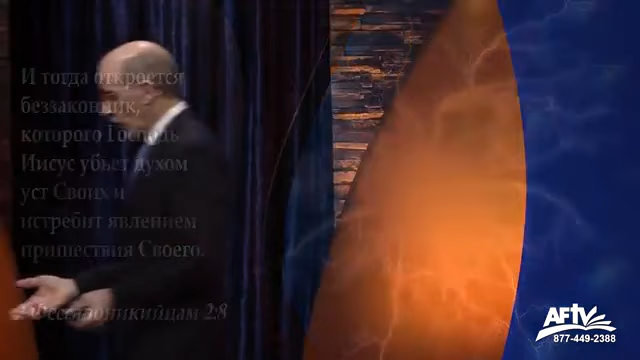 И тогда откроется
беззаконник,
которого Господь
Иисус убьет духом
уст Своих и
истребит явлением
пришествия Своего.
Фессалоникийцам 2:8
AFTV
877-449-2388